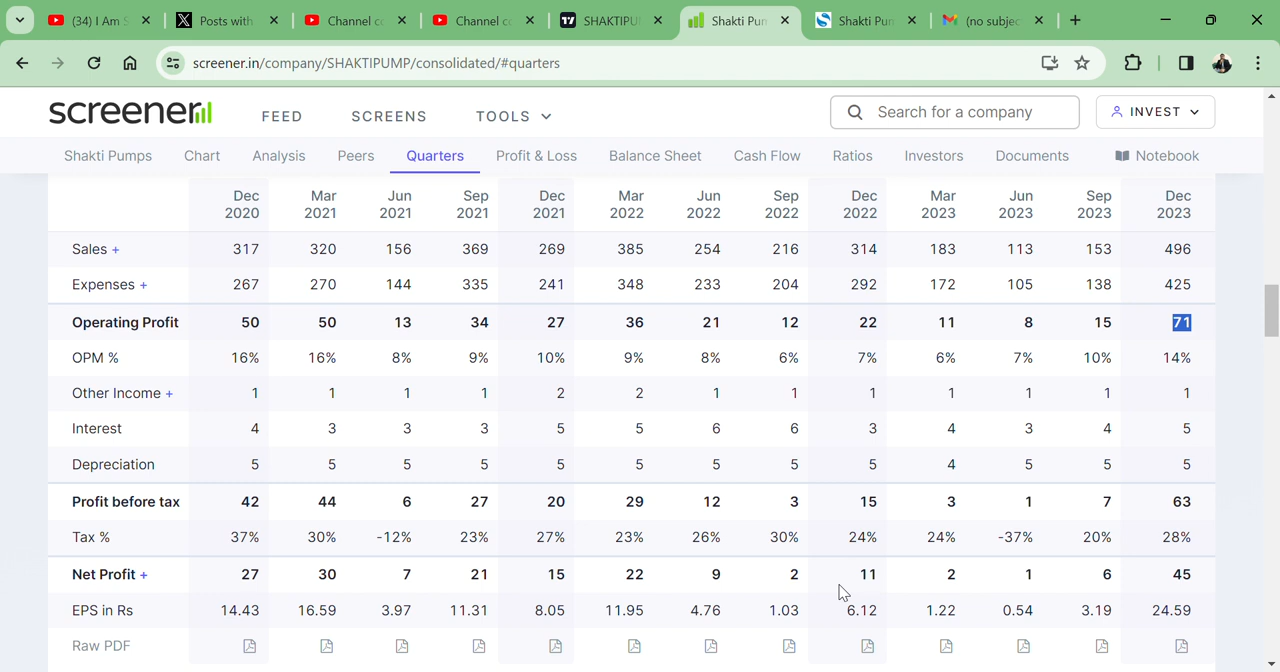 (34) I Am S
Posts with
Channel co
Channel co
SHAKTIPU
Shakti Pum
Shakti Pum
(no subjec
screener.in/company/SHAKTIPUMP/consolidated/#quarters
screener
FEED SCREENS TOOLS
Search for a company
INVEST
Shakti Pumps Chart Analysis Peers Quarters Profit & Loss Balance Sheet Cash Flow Ratios Investors Documents Notebook
Dec 2020 Mar 2021 Jun 2021 Sep 2021 Dec 2021 Mar 2022 Jun 2022 Sep 2022 Dec 2022 Mar 2023 Jun 2023 Sep 2023 Dec 2023
Sales + 317 320 156 369 269 385 254 216 314 183 113 153 496
Expenses + 267 270 144 335 241 348 233 204 292 172 105 138 425
Operating Profit 50 50 13 34 27 36 21 12 22 11 8 15 71
OPM % 16% 16% 8% 9% 10% 9% 8% 6% 7% 6% 7% 10% 14%
Other Income + 1 1 1 1 2 2 1 1 1 1 1 1 1
Interest 4 3 3 3 5 5 6 6 3 4 3 4 5
Depreciation 5 5 5 5 5 5 5 5 5 4 5 5 5
Profit before tax 42 44 6 27 20 29 12 3 15 3 1 7 63
Tax % 37% 30% -12% 23% 27% 23% 26% 30% 24% 24% -37% 20% 28%
Net Profit + 27 30 7 21 15 22 9 2 11 2 1 6 45
EPS in Rs 14.43 16.59 3.97 11.31 8.05 11.95 4.76 1.03 6.12 1.22 0.54 3.19 24.59
Raw PDF